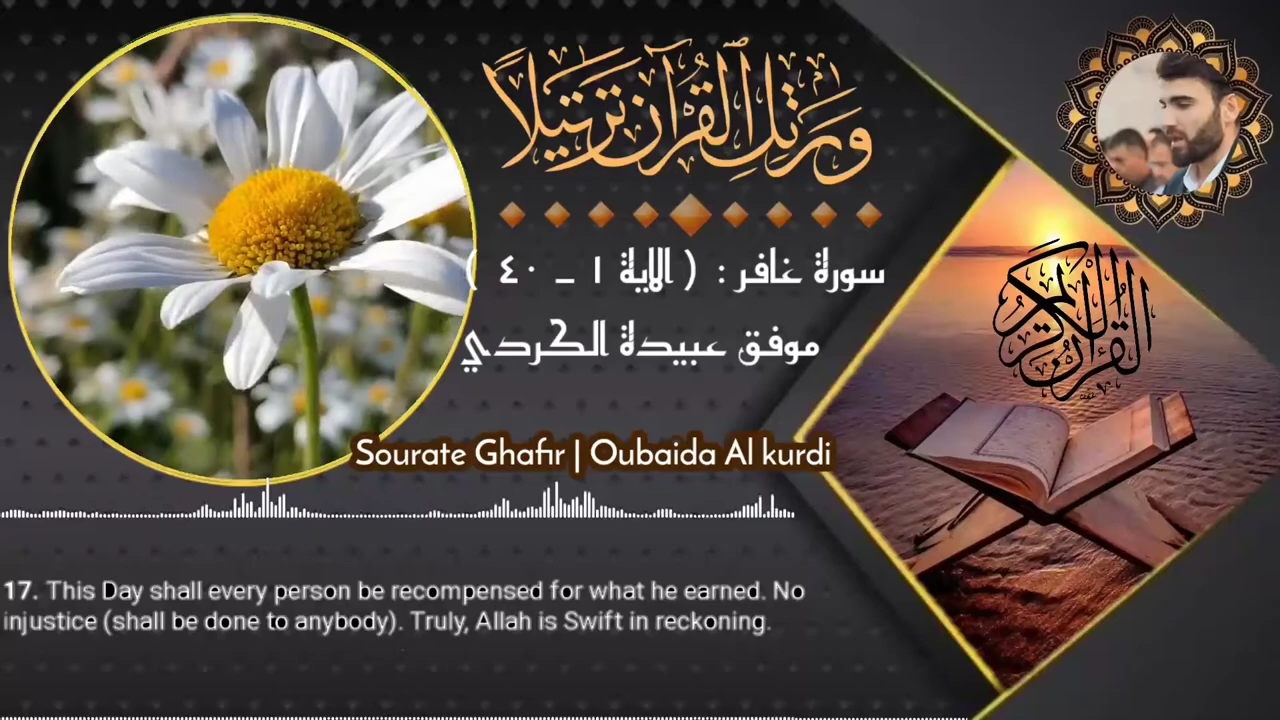 ورتل القرآن ترتيلاً
سورة غافر : ( الاية ١ - ٤٠ )
موفق عبيدة الكردي
Sourate Ghafir | Oubaida Al kurdi
القرآن الكريم
17. This Day shall every person be recompensed for what he earned. No
injustice (shall be done to anybody). Truly, Allah is Swift in reckoning.